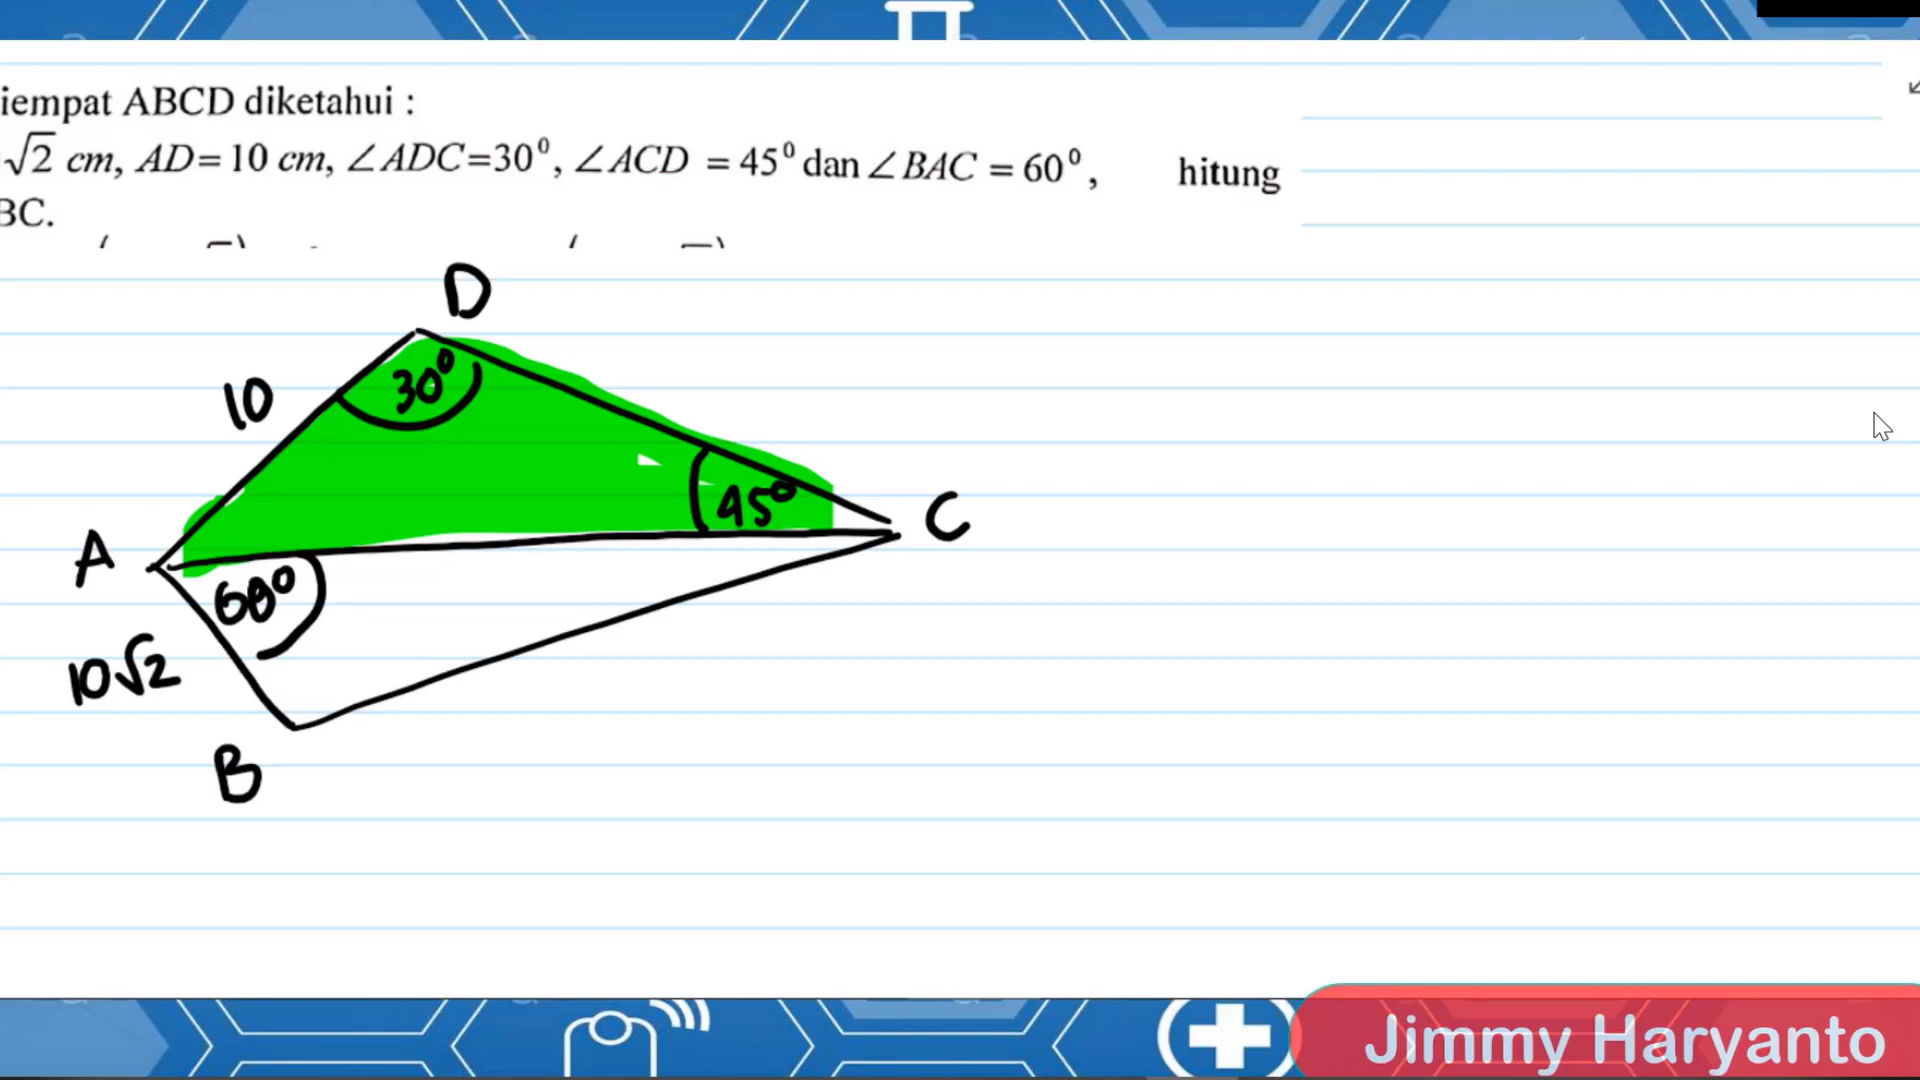 iempat ABCD diketahui :
√2 cm, AD= 10 cm, ∠ADC=30⁰, ∠ACD = 45⁰ dan ∠BAC = 60⁰, hitung
BC.
D
10
30⁰
45⁰
C
A
60⁰
10√2
B
Jimmy Haryanto